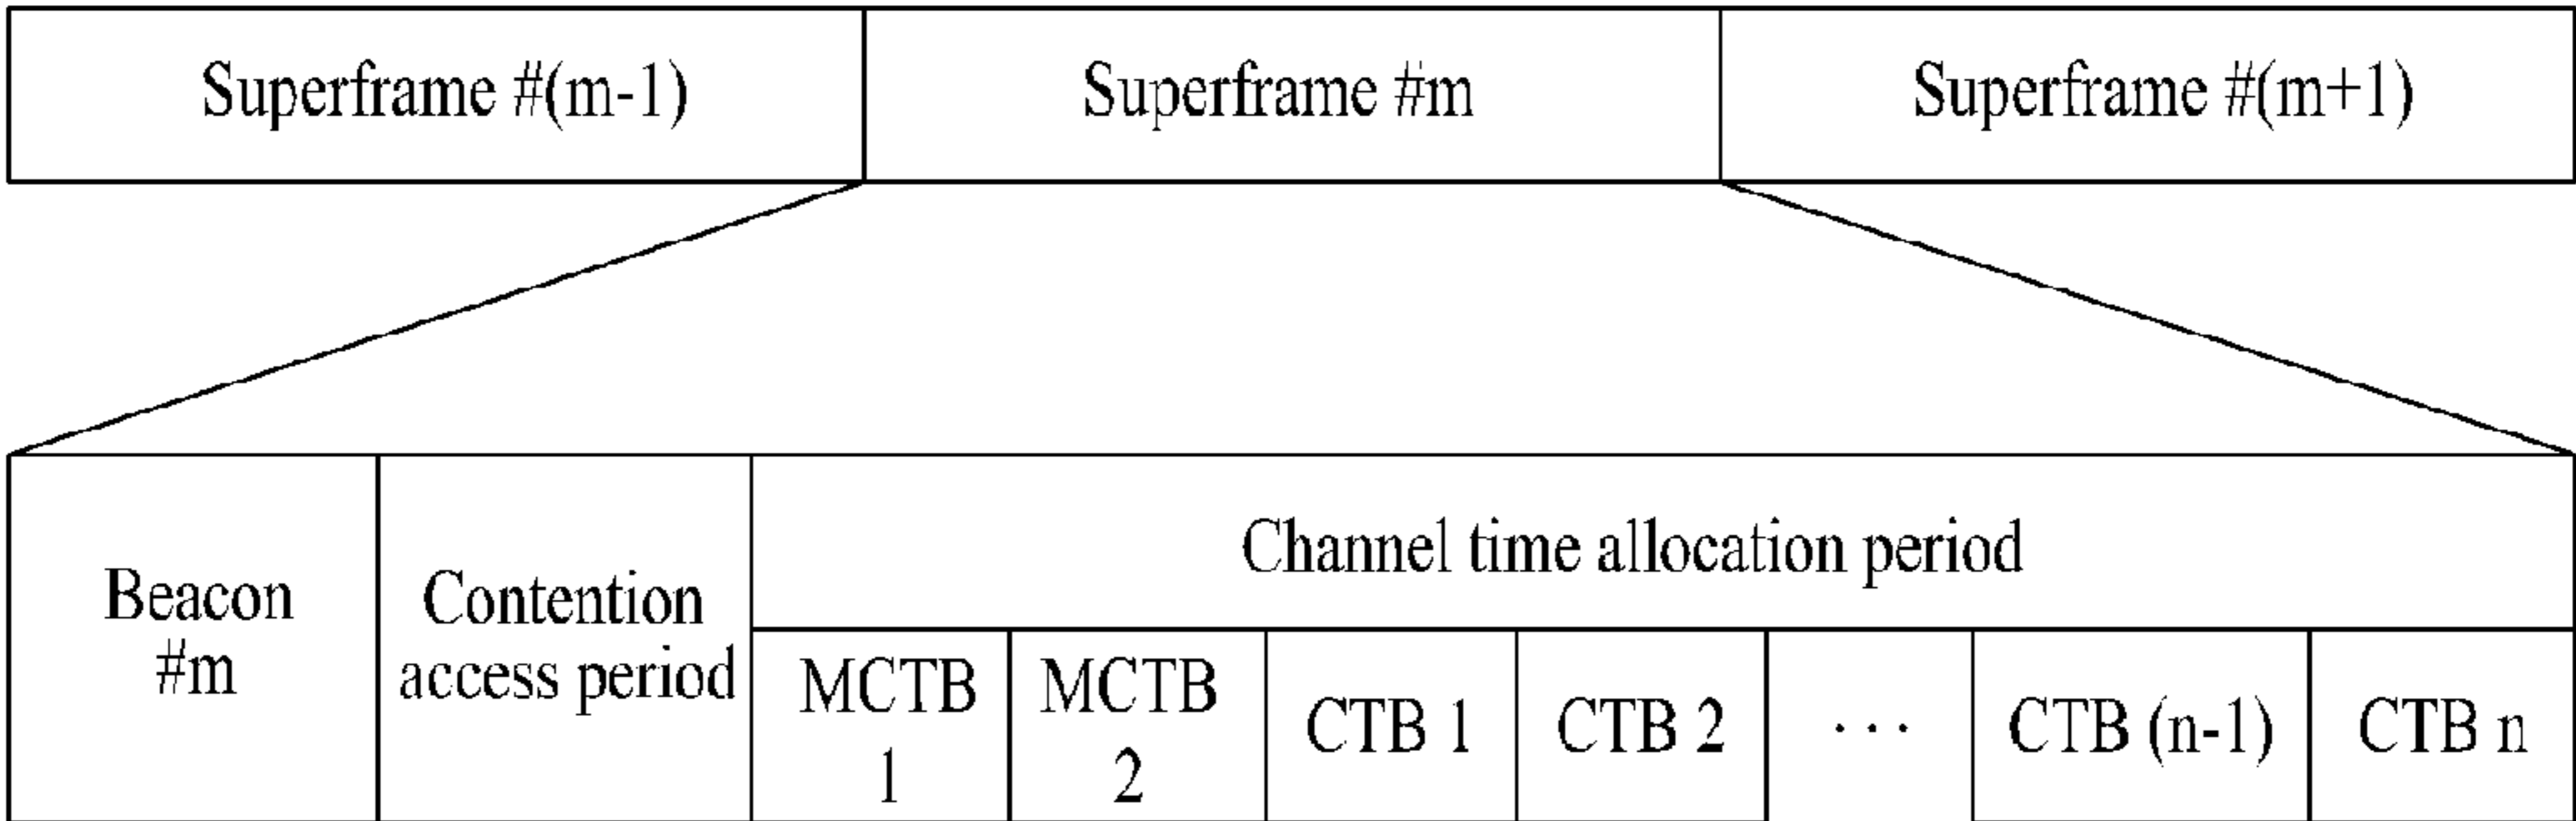 Superframe #(m-1)
Superframe #m
Superframe #(m+1)
Beacon
#m
Contention
access period
Channel time allocation period
MCTB
1
MCTB
2
CTB 1
CTB 2
...
CTB (n-1)
CTB n